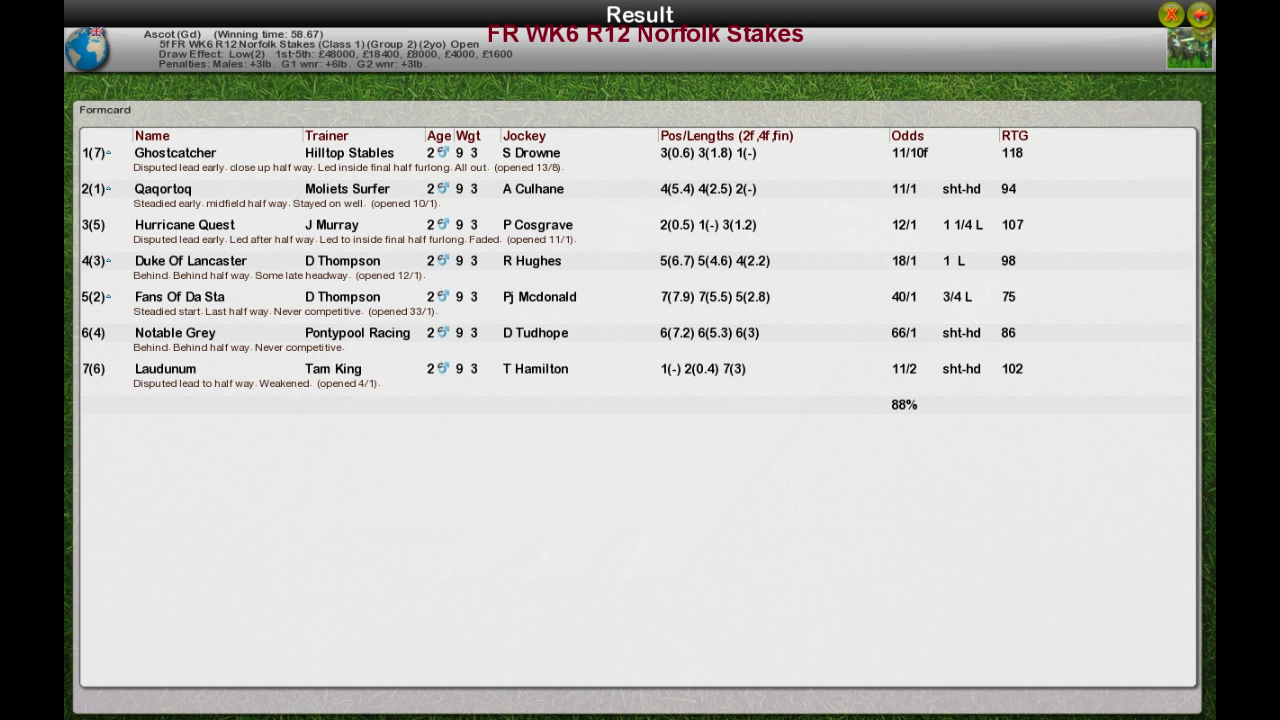 Result
FR WK6 R12 Norfolk Stakes
Ascot (Gd) (Winning time: 58.67)
5f FR WK6 R12 Norfolk Stakes (Class 1) (Group 2) (2yo) Open
Draw Effect: Low(2) 1st-5th: £48000, £18400, £8000, £4000, £1600
Penalties: Males: +3lb. G1 wnr: +6lb. G2 wnr: +3lb.
Formcard
Name Trainer Age Wgt Jockey Pos/Lengths (2f,4f,fin) Odds RTG
1(7) Ghostcatcher Hilltop Stables 2 9 3 S Drowne 3(0.6) 3(1.8) 1(-) 11/10f 118
Disputed lead early. close up half way. Led inside final half furlong. All out. (opened 13/8).
2(1) Qaqortoq Moliets Surfer 2 9 3 A Culhane 4(5.4) 4(2.5) 2(-) 11/1 sht-hd 94
Steadied early. midfield half way. Stayed on well. (opened 10/1).
3(5) Hurricane Quest J Murray 2 9 3 P Cosgrave 2(0.5) 1(-) 3(1.2) 12/1 1 1/4 L 107
Disputed lead early. Led after half way. Led to inside final half furlong. Faded. (opened 11/1).
4(3) Duke Of Lancaster D Thompson 2 9 3 R Hughes 5(6.7) 5(4.6) 4(2.2) 18/1 1 L 98
Behind. Behind half way. Some late headway. (opened 12/1).
5(2) Fans Of Da Sta D Thompson 2 9 3 Pj Mcdonald 7(7.9) 7(5.5) 5(2.8) 40/1 3/4 L 75
Steadied start. Last half way. Never competitive. (opened 33/1).
6(4) Notable Grey Pontypool Racing 2 9 3 D Tudhope 6(7.2) 6(5.3) 6(3) 66/1 sht-hd 86
Behind. Behind half way. Never competitive.
7(6) Laudunum Tam King 2 9 3 T Hamilton 1(-) 2(0.4) 7(3) 11/2 sht-hd 102
Disputed lead to half way. Weakened. (opened 4/1).
88%